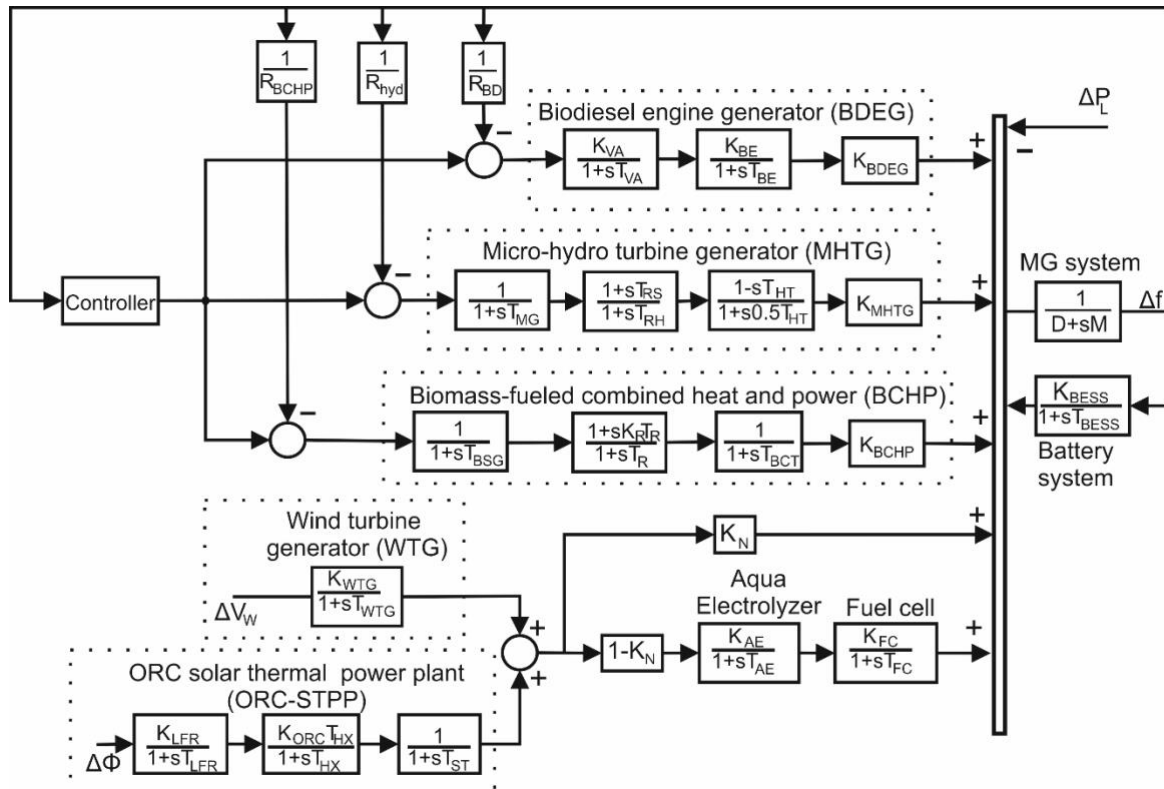 1
R_BCHP
1
R_hyd
1
R_BD
−
Biodiesel engine generator (BDEG)
K_VA
1+sT_VA
K_BE
1+sT_BE
K_BDEG
+
ΔP_L
−
Micro-hydro turbine generator (MHTG)
Controller
−
1
1+sT_MG
1+sT_RS
1+sT_RH
1-sT_HT
1+s0.5T_HT
K_MHTG
+
MG system
1
D+sM
Δf
−
Biomass-fueled combined heat and power (BCHP)
1
1+sT_BSG
1+sK_RT_R
1+sT_R
1
1+sT_BCT
K_BCHP
+
K_BESS
1+sT_BESS
Battery
system
Wind turbine
generator (WTG)
ΔV_W
K_WTG
1+sT_WTG
+
K_N
+
Aqua
Electrolyzer
Fuel cell
1-K_N
K_AE
1+sT_AE
K_FC
1+sT_FC
+
+
ORC solar thermal power plant
(ORC-STPP)
ΔΦ
K_LFR
1+sT_LFR
K_ORCT_HX
1+sT_HX
1
1+sT_ST